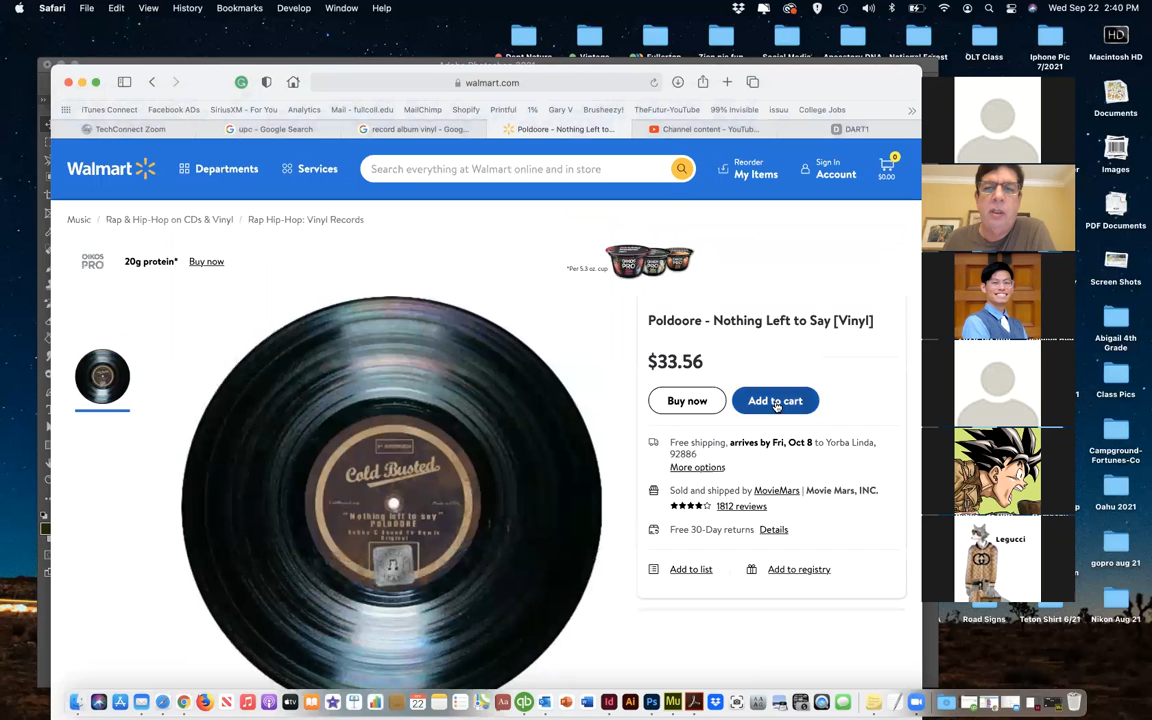 Safari File Edit View History Bookmarks Develop Window Help
Wed Sep 22 2:40 PM
OLT Class
Iphone Pic 7/2021
Macintosh HD
walmart.com
iTunes Connect Facebook ADs SiriusXM - For You Analytics Mail - fullcoll.edu MailChimp Shopify Printful 1% Gary V Brusheezy! TheFutur-YouTube 99% Invisible issuu College Jobs
TechConnect Zoom
upc - Google Search
record album vinyl - Goog...
Poldoore - Nothing Left to...
Channel content - YouTub...
DART1
Documents
Images
PDF Documents
Screen Shots
Abigail 4th Grade
Class Pics
Campground-Fortunes-Co
Oahu 2021
gopro aug 21
Road Signs
Teton Shirt 6/21
Nikon Aug 21
Walmart
Departments
Services
Search everything at Walmart online and in store
Reorder
My Items
Sign In
Account
0
$0.00
Music / Rap & Hip-Hop on CDs & Vinyl / Rap Hip-Hop: Vinyl Records
OIKOS PRO
20g protein* Buy now
*Per 5.3 oz. cup
Cold Busted
"Nothing left to say"
POLDOORE
Poldoore - Nothing Left to Say [Vinyl]
$33.56
Buy now
Add to cart
Free shipping, arrives by Fri, Oct 8 to Yorba Linda,
92886
More options
Sold and shipped by MovieMars | Movie Mars, INC.
1812 reviews
Free 30-Day returns Details
Add to list
Add to registry
Legucci